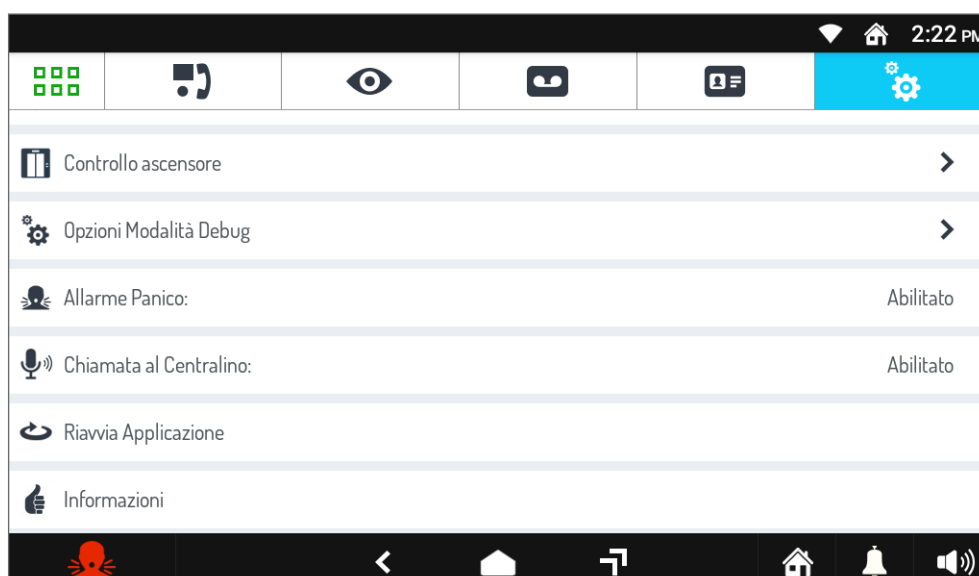 2:22 PM
Controllo ascensore
Opzioni Modalità Debug
Allarme Panico: Abilitato
Chiamata al Centralino: Abilitato
Riavvia Applicazione
Informazioni